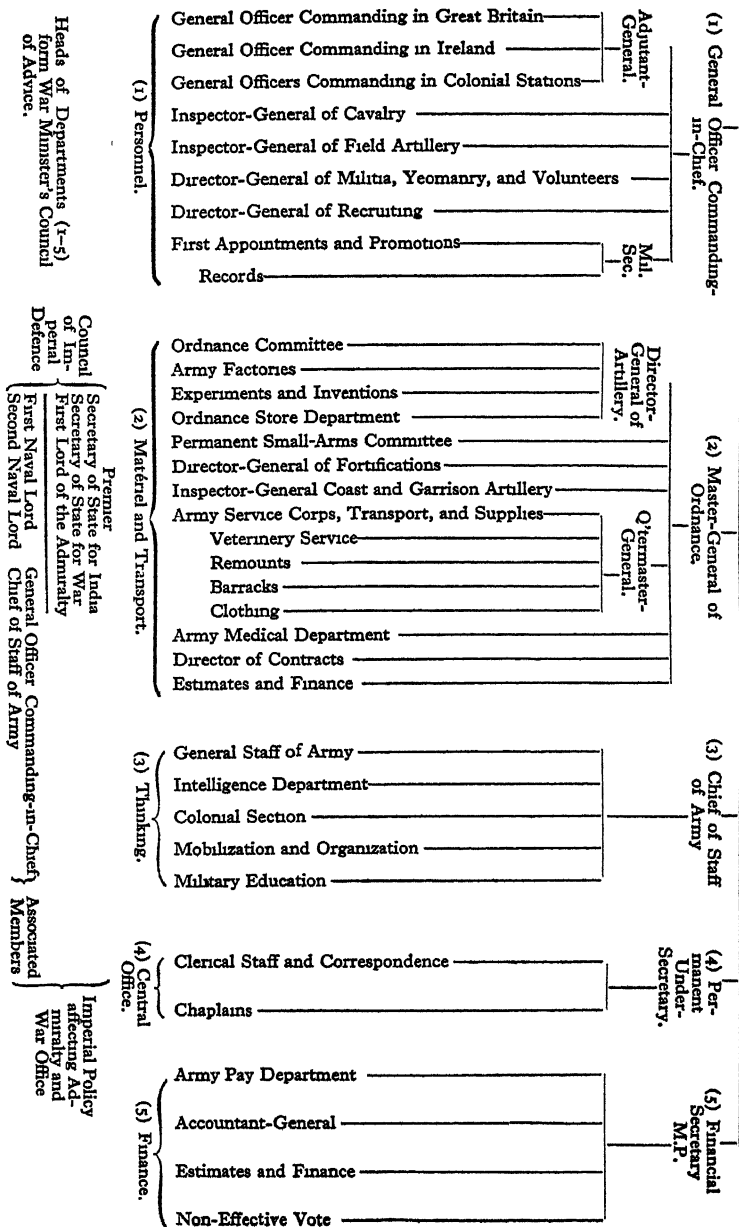 (1) General Officer Commanding-
in-Chief.
Adjutant-
General.
General Officer Commanding in Great Britain
General Officer Commanding in Ireland
General Officers Commanding in Colonial Stations
Inspector-General of Cavalry
Inspector-General of Field Artillery
Director-General of Militia, Yeomanry, and Volunteers
Director-General of Recruiting
Mil.
Sec.
First Appointments and Promotions
Records
(1) Personnel.
(2) Master-General of
Ordnance.
Director-
General of
Artillery.
Ordnance Committee
Army Factories
Experiments and Inventions
Ordnance Store Department
Permanent Small-Arms Committee
Director-General of Fortifications
Inspector-General Coast and Garrison Artillery
Q'termaster-
General.
Army Service Corps, Transport, and Supplies
Veterinery Service
Remounts
Barracks
Clothing
Army Medical Department
Director of Contracts
Estimates and Finance
(2) Matériel and Transport.
(3) Chief of Staff
of Army
General Staff of Army
Intelligence Department
Colonial Section
Mobilization and Organization
Military Education
(3) Thinking.
(4) Per-
manent
Under-
Secretary.
Clerical Staff and Correspondence
Chaplains
(4) Central
Office.
(5) Financial
Secretary
M.P.
Army Pay Department
Accountant-General
Estimates and Finance
Non-Effective Vote
(5) Finance.
Heads of Departments (1-5)
form War Minister's Council
of Advice.
Council
of Im-
perial
Defence
Premier
Secretary of State for India
Secretary of State for War
First Lord of the Admiralty
First Naval Lord
Second Naval Lord
General Officer Commanding-in-Chief
Chief of Staff of Army
Associated
Members
Imperial Policy
affecting Ad-
miralty and
War Office